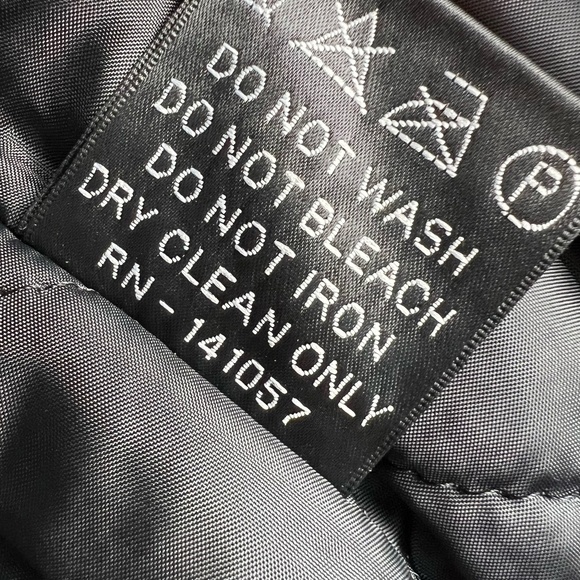 DO NOT WASH
DO NOT BLEACH
DO NOT IRON
DRY CLEAN ONLY
RN - 141057
P